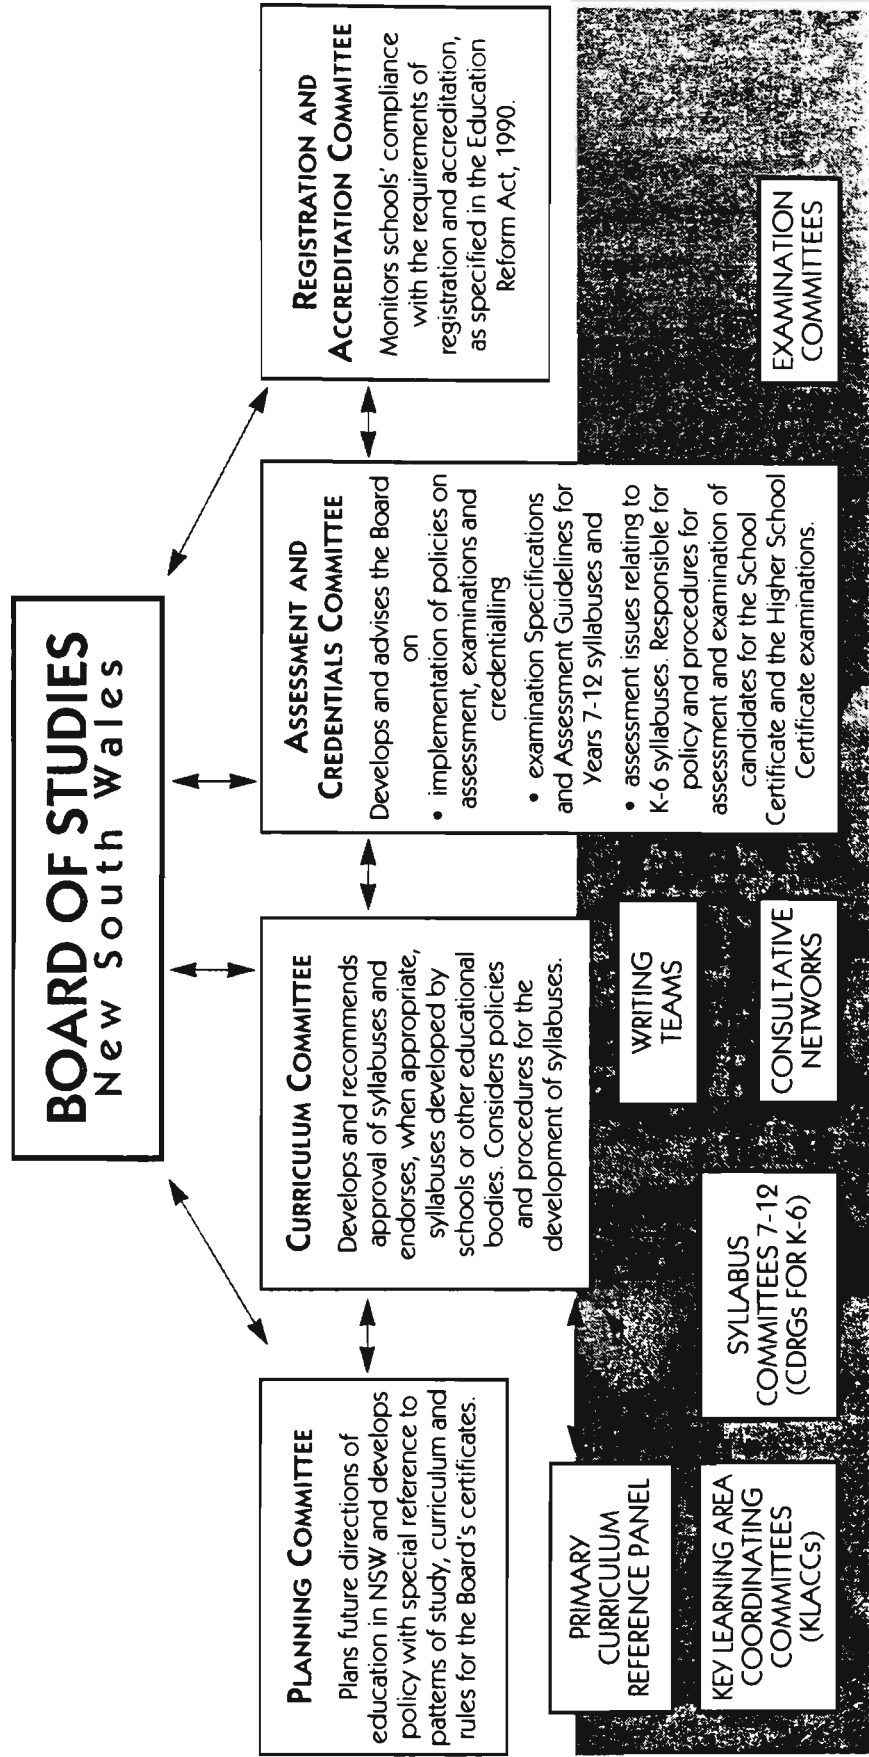 BOARD OF STUDIES
New South Wales
PLANNING COMMITTEE
Plans future directions of
education in NSW and develops
policy with special reference to
patterns of study, curriculum and
rules for the Board's certificates.
CURRICULUM COMMITTEE
Develops and recommends
approval of syllabuses and
endorses, when appropriate,
syllabuses developed by
schools or other educational
bodies. Considers policies
and procedures for the
development of syllabuses.
ASSESSMENT AND
CREDENTIALS COMMITTEE
Develops and advises the Board
on
• implementation of policies on
assessment, examinations and
credentialling
• examination Specifications
and Assessment Guidelines for
Years 7-12 syllabuses and
• assessment issues relating to
K-6 syllabuses. Responsible for
policy and procedures for
assessment and examination of
candidates for the School
Certificate and the Higher School
Certificate examinations.
REGISTRATION AND
ACCREDITATION COMMITTEE
Monitors schools' compliance
with the requirements of
registration and accreditation,
as specified in the Education
Reform Act, 1990.
PRIMARY
CURRICULUM
REFERENCE PANEL
KEY LEARNING AREA
COORDINATING
COMMITTEES
(KLACCs)
SYLLABUS
COMMITTEES 7-12
(CDRGs FOR K-6)
WRITING
TEAMS
CONSULTATIVE
NETWORKS
EXAMINATION
COMMITTEES